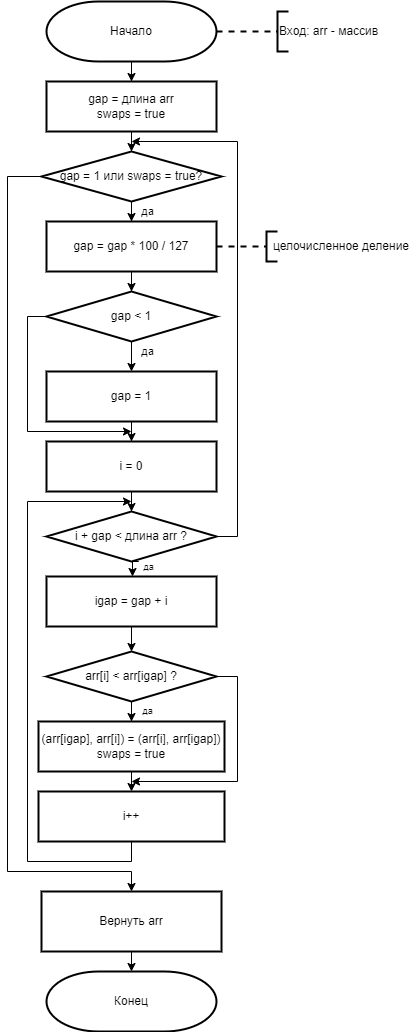 Начало
Вход: arr - массив
gap = длина arr
swaps = true
gap = 1 или swaps = true?
да
gap = gap * 100 / 127
целочисленное деление
gap < 1
да
gap = 1
i = 0
i + gap < длина arr ?
да
igap = gap + i
arr[i] < arr[igap] ?
да
(arr[igap], arr[i]) = (arr[i], arr[igap])
swaps = true
i++
Вернуть arr
Конец